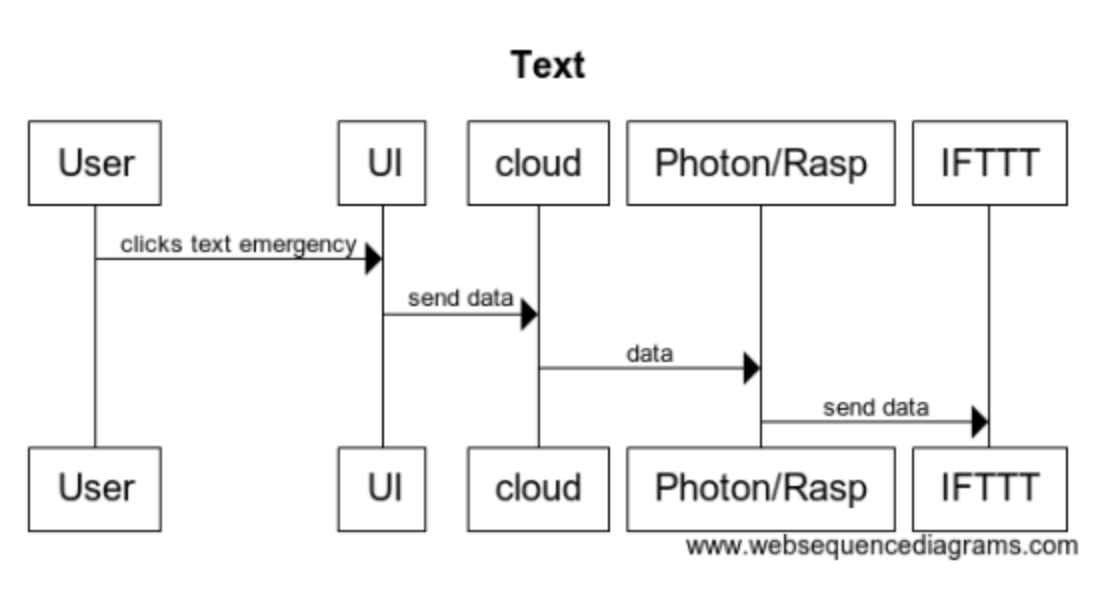 Text
User UI cloud Photon/Rasp IFTTT
clicks text emergency
send data
data
send data
User UI cloud Photon/Rasp IFTTT
www.websequencediagrams.com